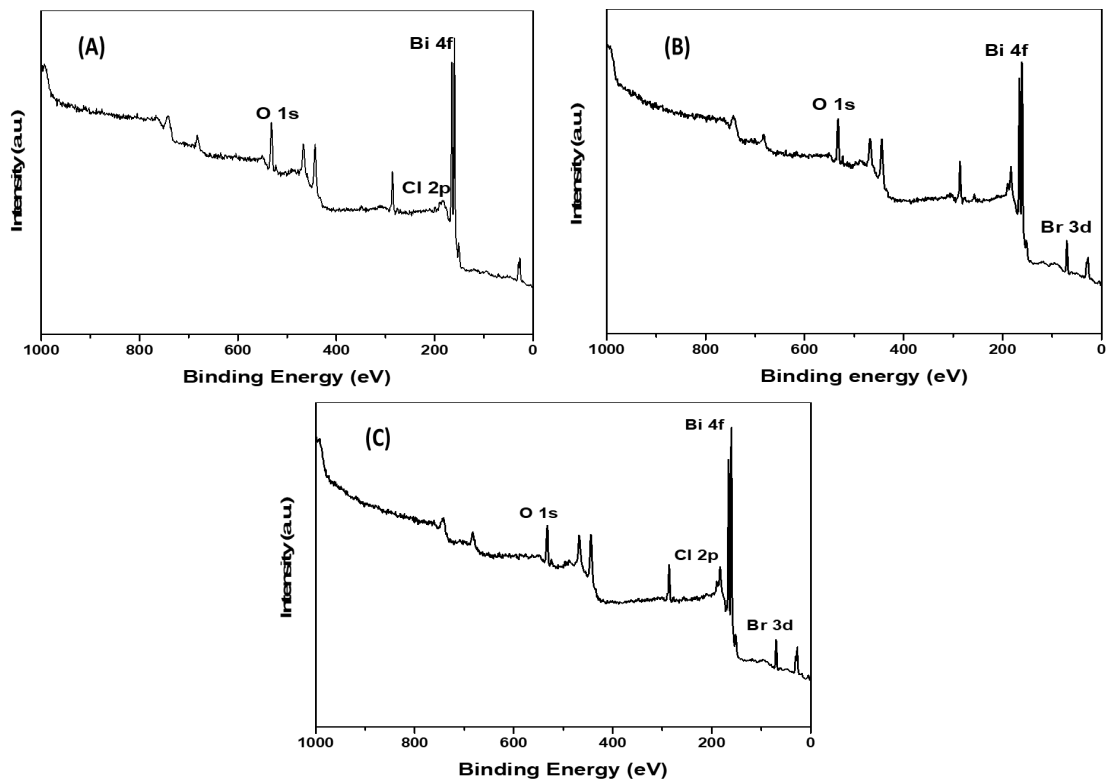 (A)
Bi 4f
O 1s
Cl 2p
Intensity (a.u.)
1000 800 600 400 200 0
Binding Energy (eV)
(B)
Bi 4f
O 1s
Br 3d
Intensity (a.u.)
1000 800 600 400 200 0
Binding energy (eV)
(C)
Bi 4f
O 1s
Cl 2p
Br 3d
Intensity (a.u.)
1000 800 600 400 200 0
Binding Energy (eV)